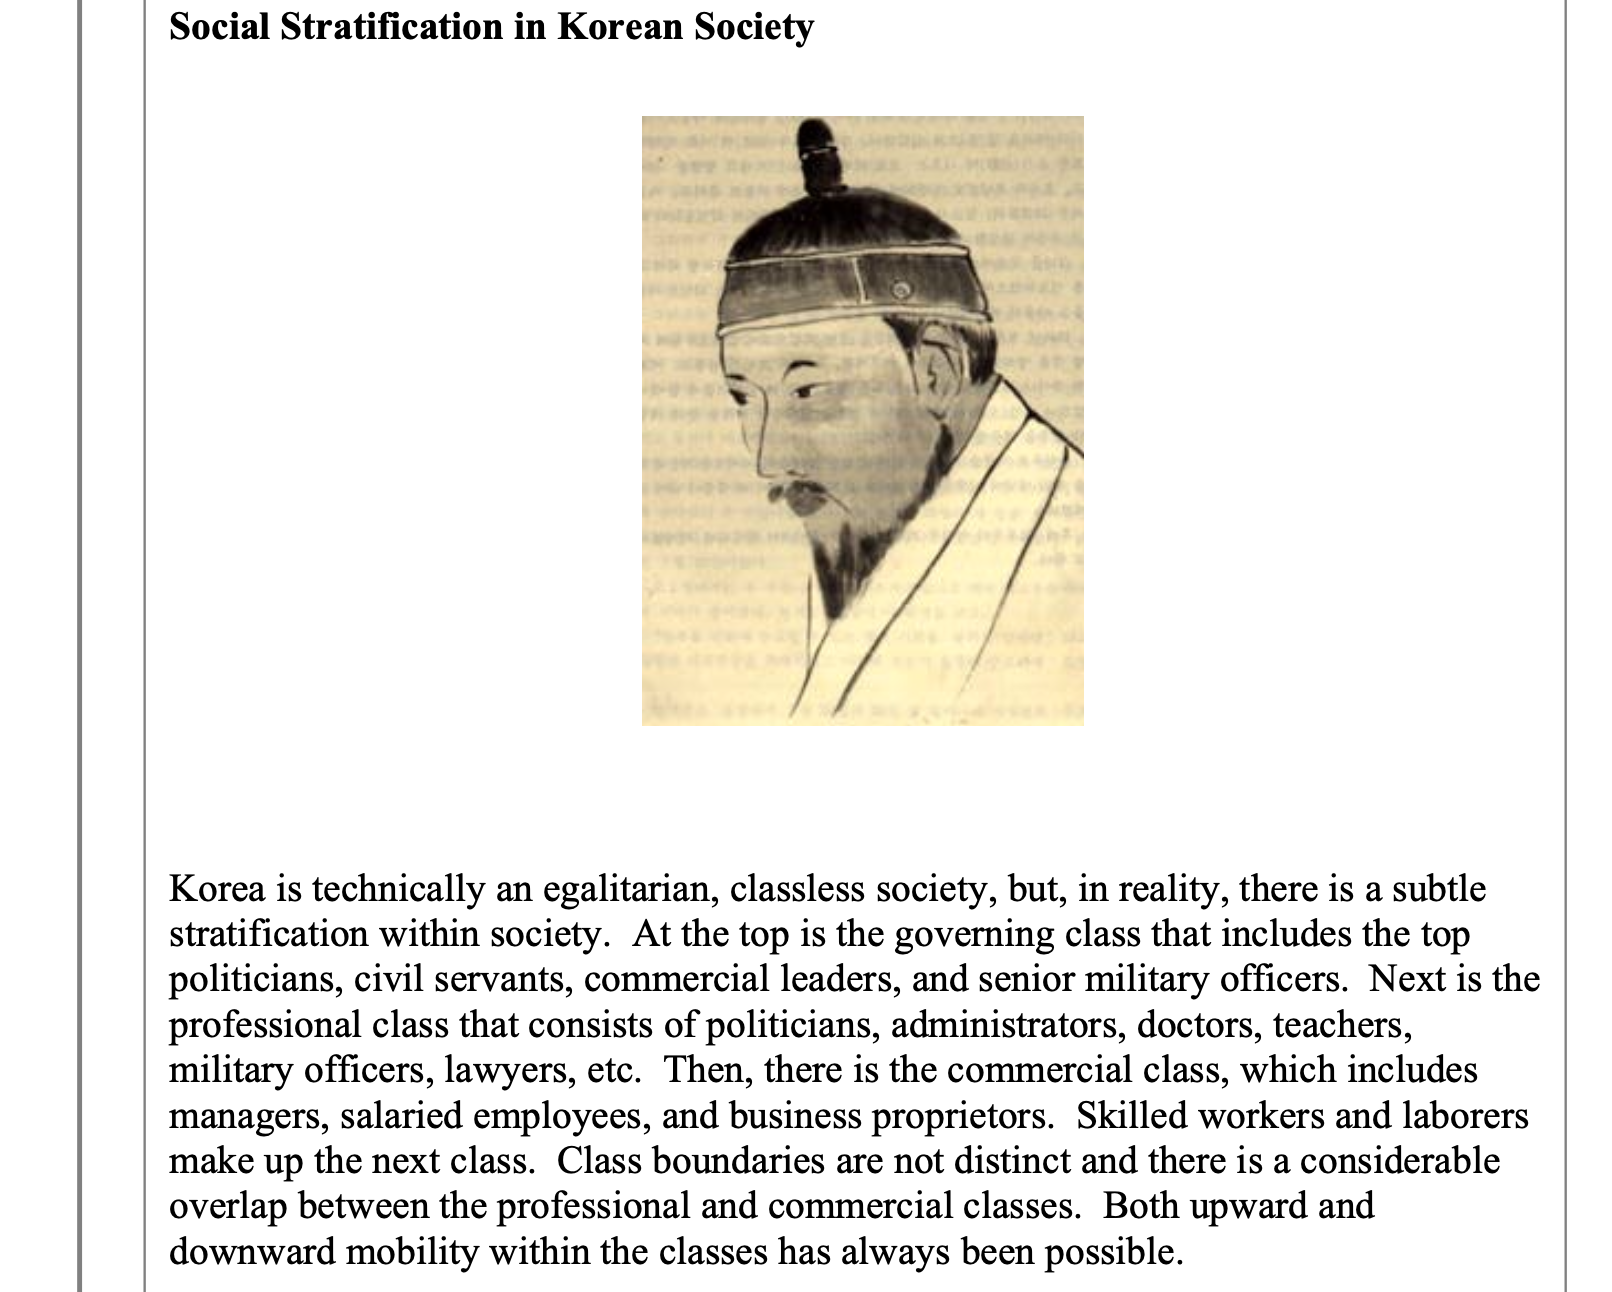 Social Stratification in Korean Society
Korea is technically an egalitarian, classless society, but, in reality, there is a subtle
stratification within society.  At the top is the governing class that includes the top
politicians, civil servants, commercial leaders, and senior military officers.  Next is the
professional class that consists of politicians, administrators, doctors, teachers,
military officers, lawyers, etc.  Then, there is the commercial class, which includes
managers, salaried employees, and business proprietors.  Skilled workers and laborers
make up the next class.  Class boundaries are not distinct and there is a considerable
overlap between the professional and commercial classes.  Both upward and
downward mobility within the classes has always been possible.